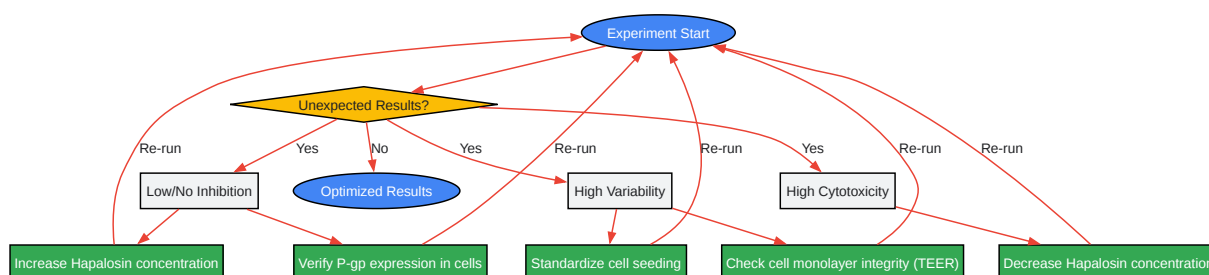 Experiment Start
Unexpected Results?
Re-run
Yes
No
Yes
Re-run
Re-run
Yes
Re-run
Re-run
Low/No Inhibition
Optimized Results
High Variability
High Cytotoxicity
Increase Hapalosin concentration
Verify P-gp expression in cells
Standardize cell seeding
Check cell monolayer integrity (TEER)
Decrease Hapalosin concentration